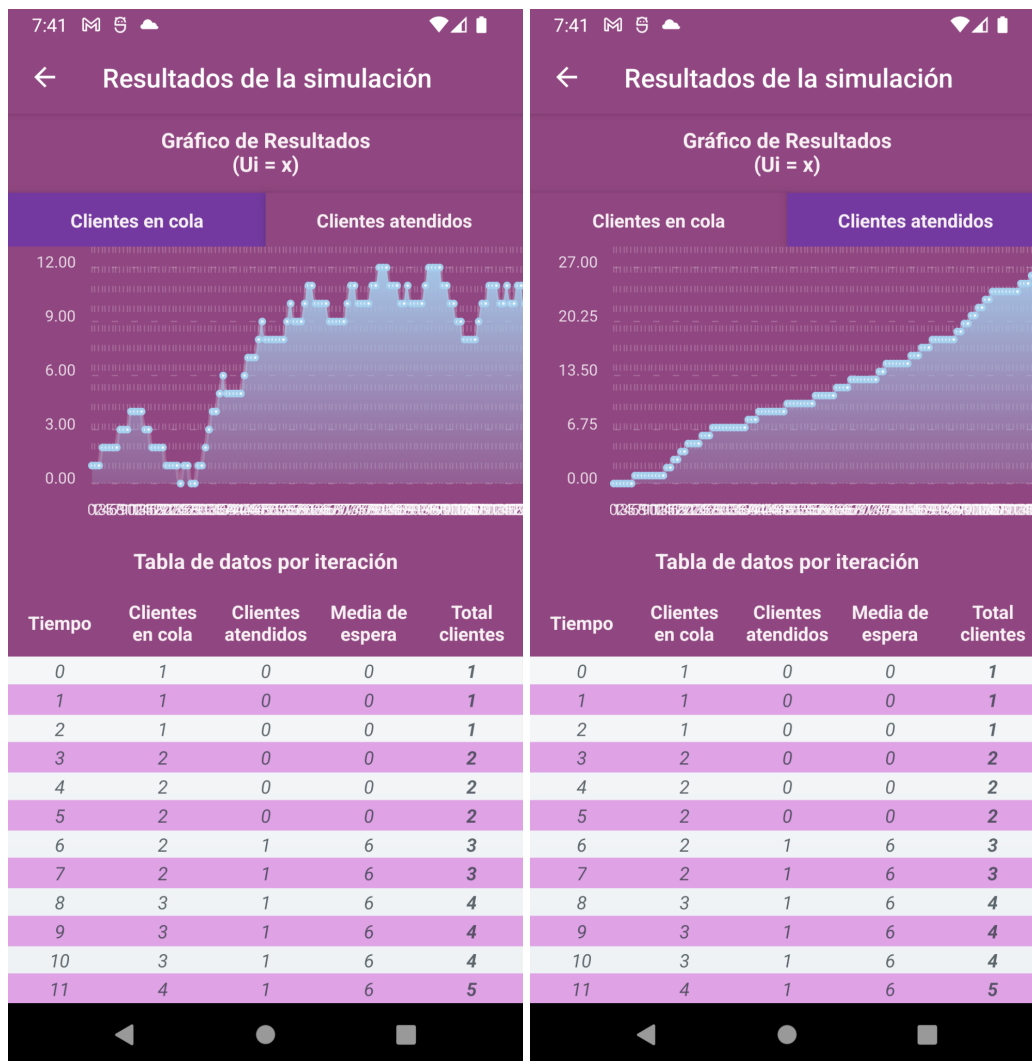 7:41
Resultados de la simulación
Gráfico de Resultados
(Ui = x)
Clientes en cola Clientes atendidos
12.00
9.00
6.00
3.00
0.00
Tabla de datos por iteración
Tiempo Clientes en cola Clientes atendidos Media de espera Total clientes
0 1 0 0 1
1 1 0 0 1
2 1 0 0 1
3 2 0 0 2
4 2 0 0 2
5 2 0 0 2
6 2 1 6 3
7 2 1 6 3
8 3 1 6 4
9 3 1 6 4
10 3 1 6 4
11 4 1 6 5
7:41
Resultados de la simulación
Gráfico de Resultados
(Ui = x)
Clientes en cola Clientes atendidos
27.00
20.25
13.50
6.75
0.00
Tabla de datos por iteración
Tiempo Clientes en cola Clientes atendidos Media de espera Total clientes
0 1 0 0 1
1 1 0 0 1
2 1 0 0 1
3 2 0 0 2
4 2 0 0 2
5 2 0 0 2
6 2 1 6 3
7 2 1 6 3
8 3 1 6 4
9 3 1 6 4
10 3 1 6 4
11 4 1 6 5